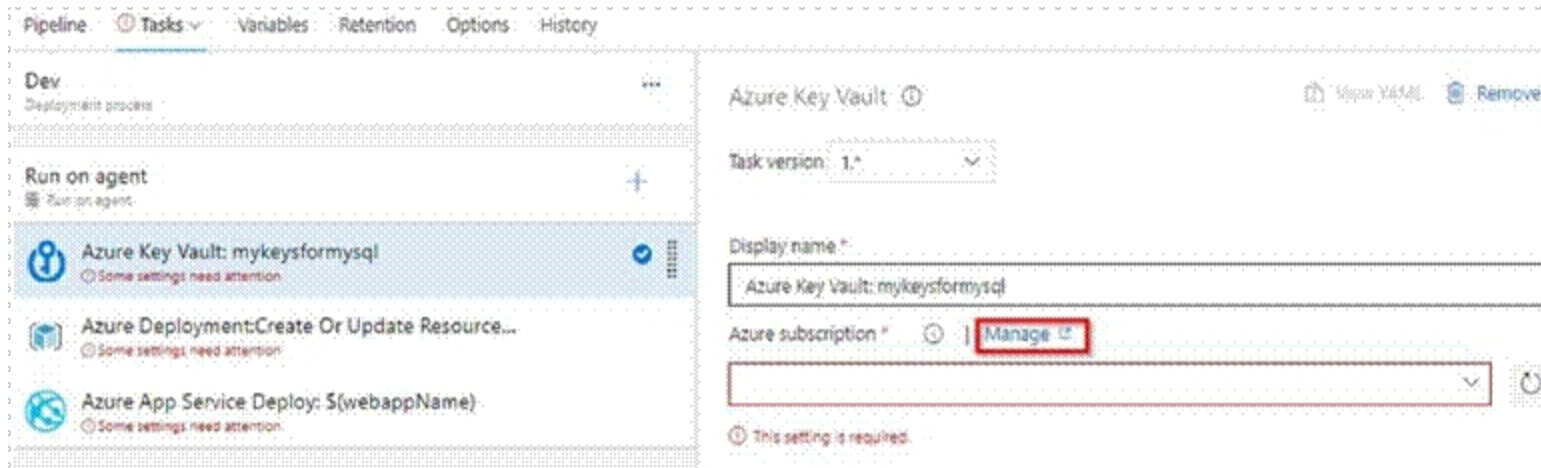 Pipeline Tasks Variables Retention Options History
Dev
Deployment process
Run on agent
Run on agent
Azure Key Vault: mykeysformysql
Some settings need attention
Azure Deployment:Create Or Update Resource...
Some settings need attention
Azure App Service Deploy: $(webappName)
Some settings need attention
Azure Key Vault
View YAML Remove
Task version 1.*
Display name *
Azure Key Vault: mykeysformysql
Azure subscription * | Manage
This setting is required.